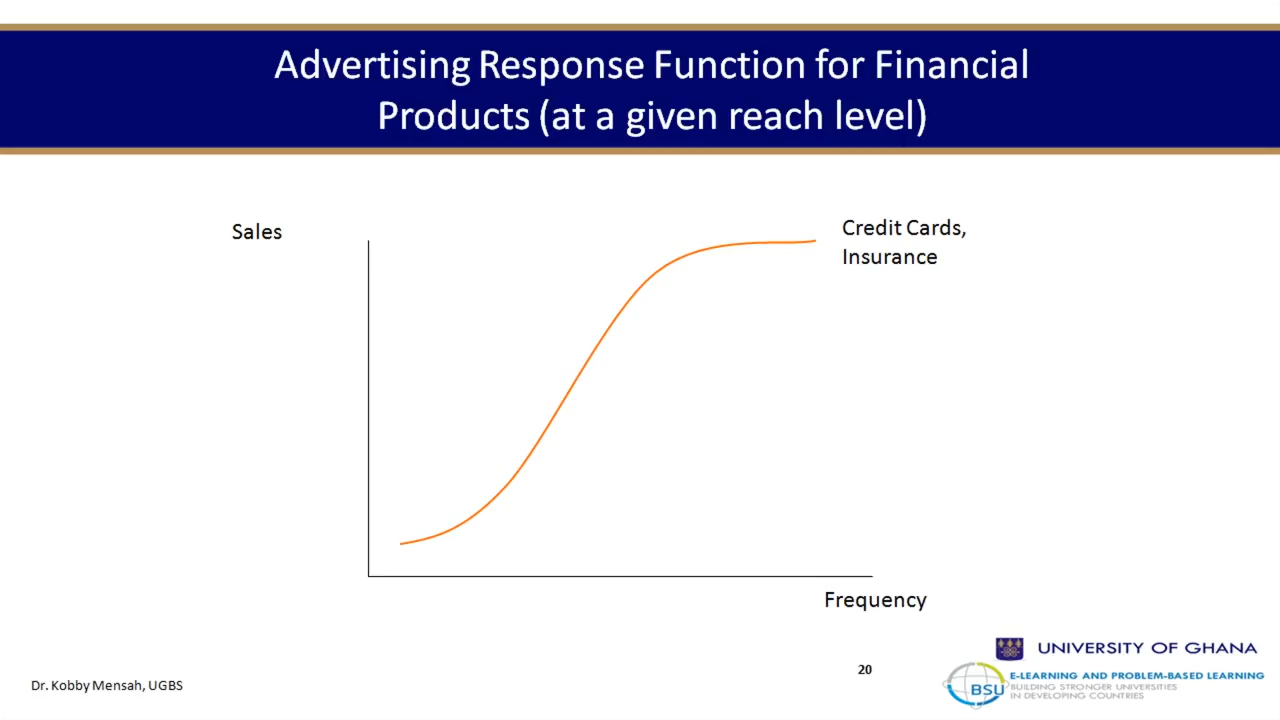 Advertising Response Function for Financial
Products (at a given reach level)
Sales
Credit Cards,
Insurance
Frequency
UNIVERSITY OF GHANA
20
Dr. Kobby Mensah, UGBS
BSU
E-LEARNING AND PROBLEM-BASED LEARNING
BUILDING STRONGER UNIVERSITIES
IN DEVELOPING COUNTRIES